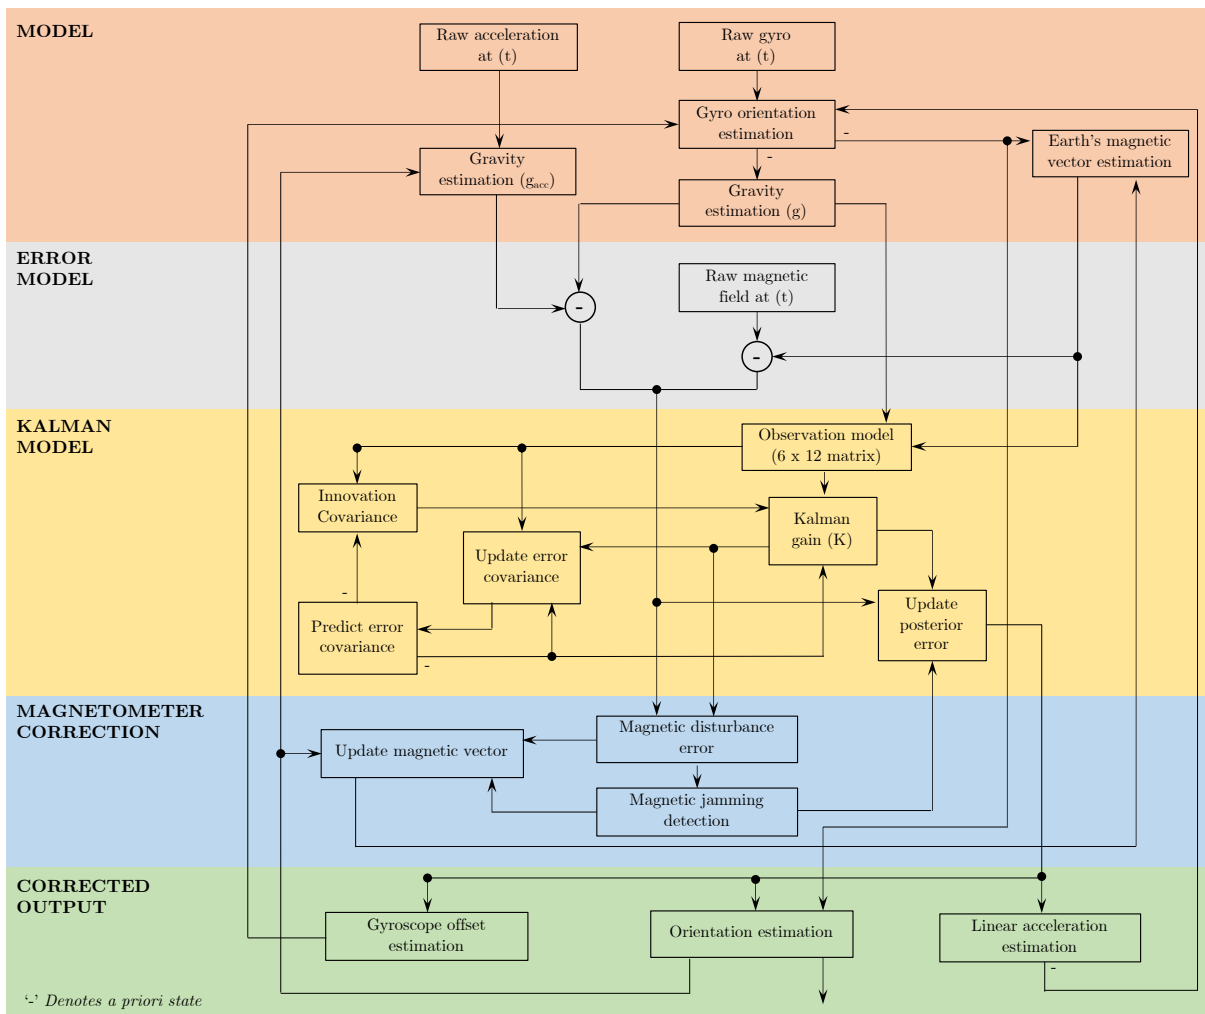 MODEL
Raw acceleration
at (t)
Raw gyro
at (t)
Gyro orientation
estimation
-
-
Earth's magnetic
vector estimation
Gravity
estimation (gacc)
Gravity
estimation (g)
ERROR
MODEL
Raw magnetic
field at (t)
-
-
KALMAN
MODEL
Observation model
(6 x 12 matrix)
Innovation
Covariance
Kalman
gain (K)
Update error
covariance
-
Predict error
covariance
-
Update
posterior
error
MAGNETOMETER
CORRECTION
Magnetic disturbance
error
Update magnetic vector
Magnetic jamming
detection
CORRECTED
OUTPUT
Gyroscope offset
estimation
Orientation estimation
Linear acceleration
estimation
-
‘-’ Denotes a priori state